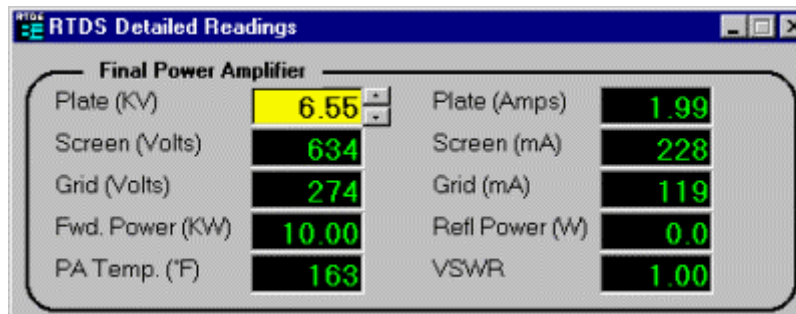 RTDS RTDS Detailed Readings
Final Power Amplifier
Plate (KV) 6.55 Plate (Amps) 1.99
Screen (Volts) 634 Screen (mA) 228
Grid (Volts) 274 Grid (mA) 119
Fwd. Power (KW) 10.00 Refl Power (W) 0.0
PA Temp. (°F) 163 VSWR 1.00